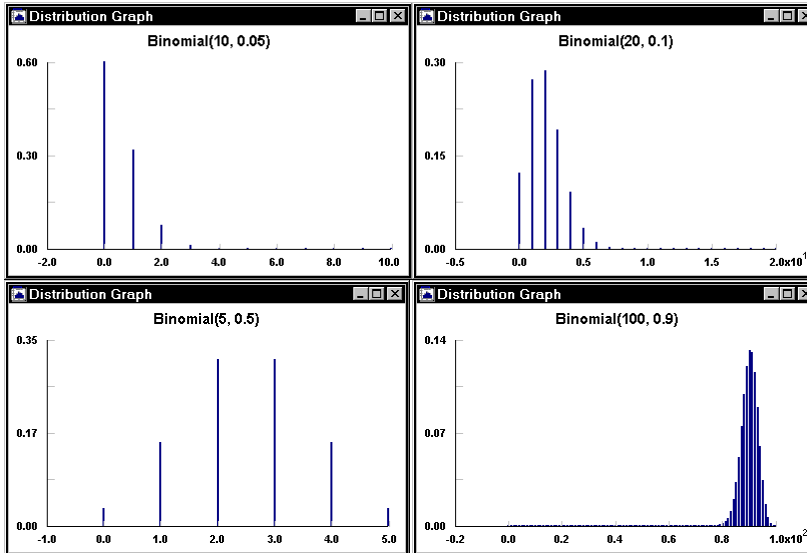 Distribution Graph
Binomial(10, 0.05)
0.60
0.30
0.00
-2.0 0.0 2.0 4.0 6.0 8.0 10.0
Distribution Graph
Binomial(20, 0.1)
0.30
0.15
0.00
-0.5 0.0 0.5 1.0 1.5 2.0x10¹
Distribution Graph
Binomial(5, 0.5)
0.35
0.17
0.00
-1.0 0.0 1.0 2.0 3.0 4.0 5.0
Distribution Graph
Binomial(100, 0.9)
0.14
0.07
0.00
-0.2 0.0 0.2 0.4 0.6 0.8 1.0x10²